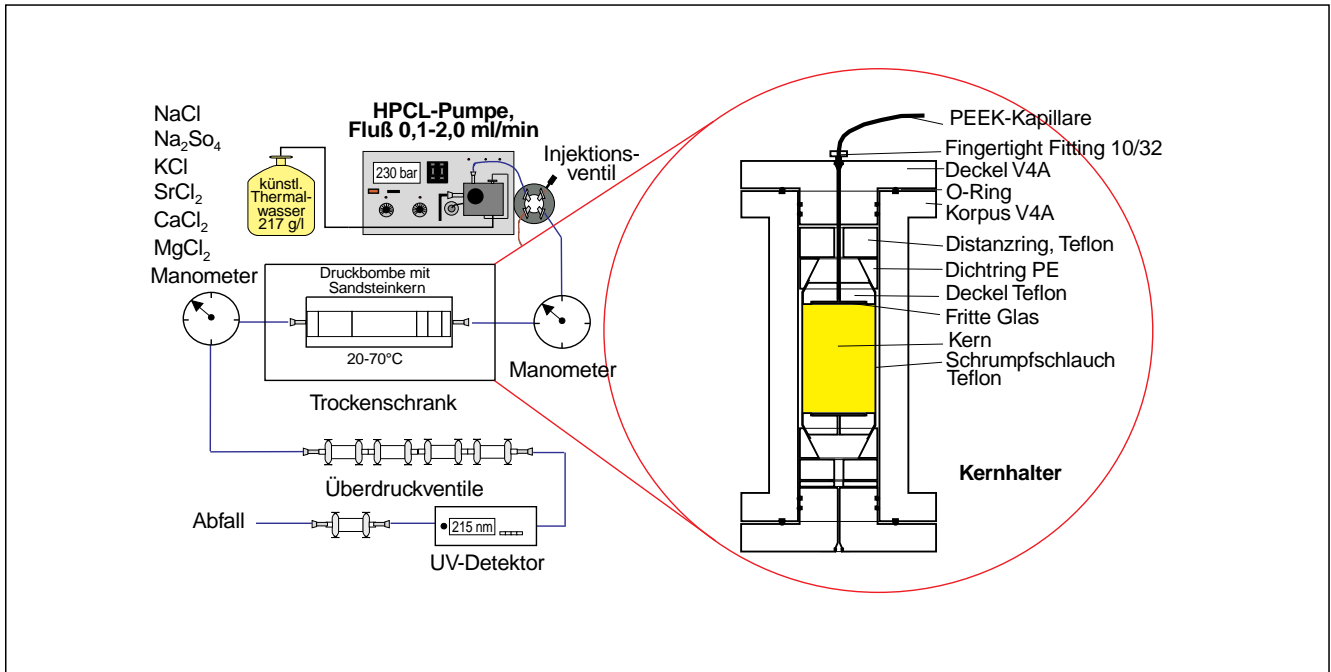 NaCl
Na₂So₄
KCl
SrCl₂
CaCl₂
MgCl₂
Manometer
künstl.
Thermal-
wasser
217 g/l
HPCL-Pumpe,
Fluß 0,1-2,0 ml/min
230 bar
Injektions-
ventil
Druckbombe mit
Sandsteinkern
20-70°C
Manometer
Trockenschrank
Überdruckventile
Abfall
215 nm
UV-Detektor
PEEK-Kapillare
Fingertight Fitting 10/32
Deckel V4A
O-Ring
Korpus V4A
Distanzring, Teflon
Dichtring PE
Deckel Teflon
Fritte Glas
Kern
Schrumpfschlauch
Teflon
Kernhalter